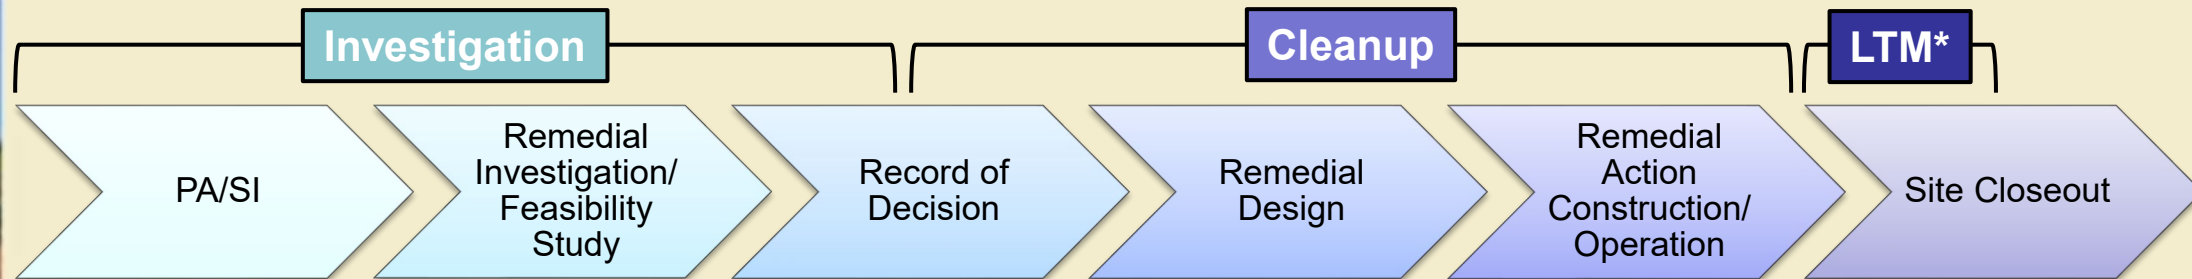 Investigation
Cleanup
LTM*
PA/SI
Remedial
Investigation/
Feasibility
Study
Record of
Decision
Remedial
Design
Remedial
Action
Construction/
Operation
Site Closeout